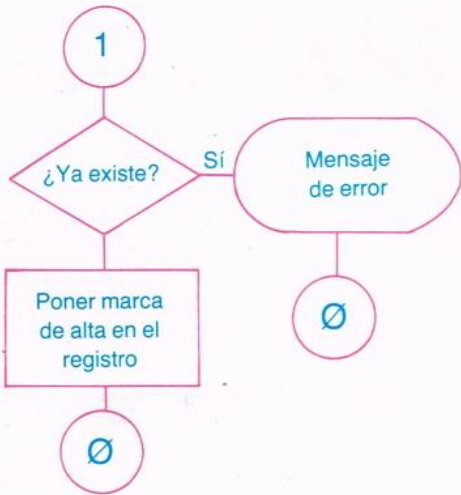 1
¿Ya existe?
Sí
Mensaje
de error
Poner marca
de alta en el
registro
Ø
Ø